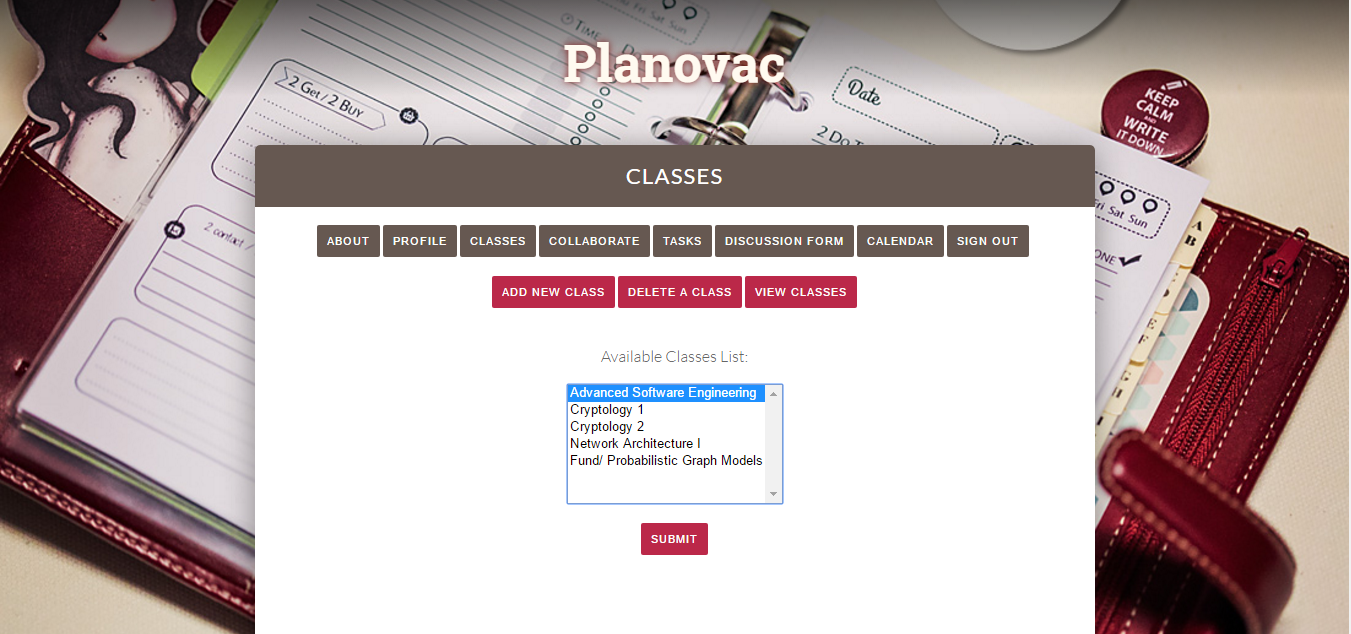 Fri Sat Sun
TIME
Planovac
2 Get / 2 Buy
Date
2 Do
KEEP
CALM
AND
WRITE
IT DOWN
CLASSES
Fri Sat Sun
2 contact
ABOUT PROFILE CLASSES COLLABORATE TASKS DISCUSSION FORM CALENDAR SIGN OUT
A
B
ADD NEW CLASS DELETE A CLASS VIEW CLASSES
Available Classes List:
Advanced Software Engineering
Cryptology 1
Cryptology 2
Network Architecture I
Fund/ Probabilistic Graph Models
SUBMIT